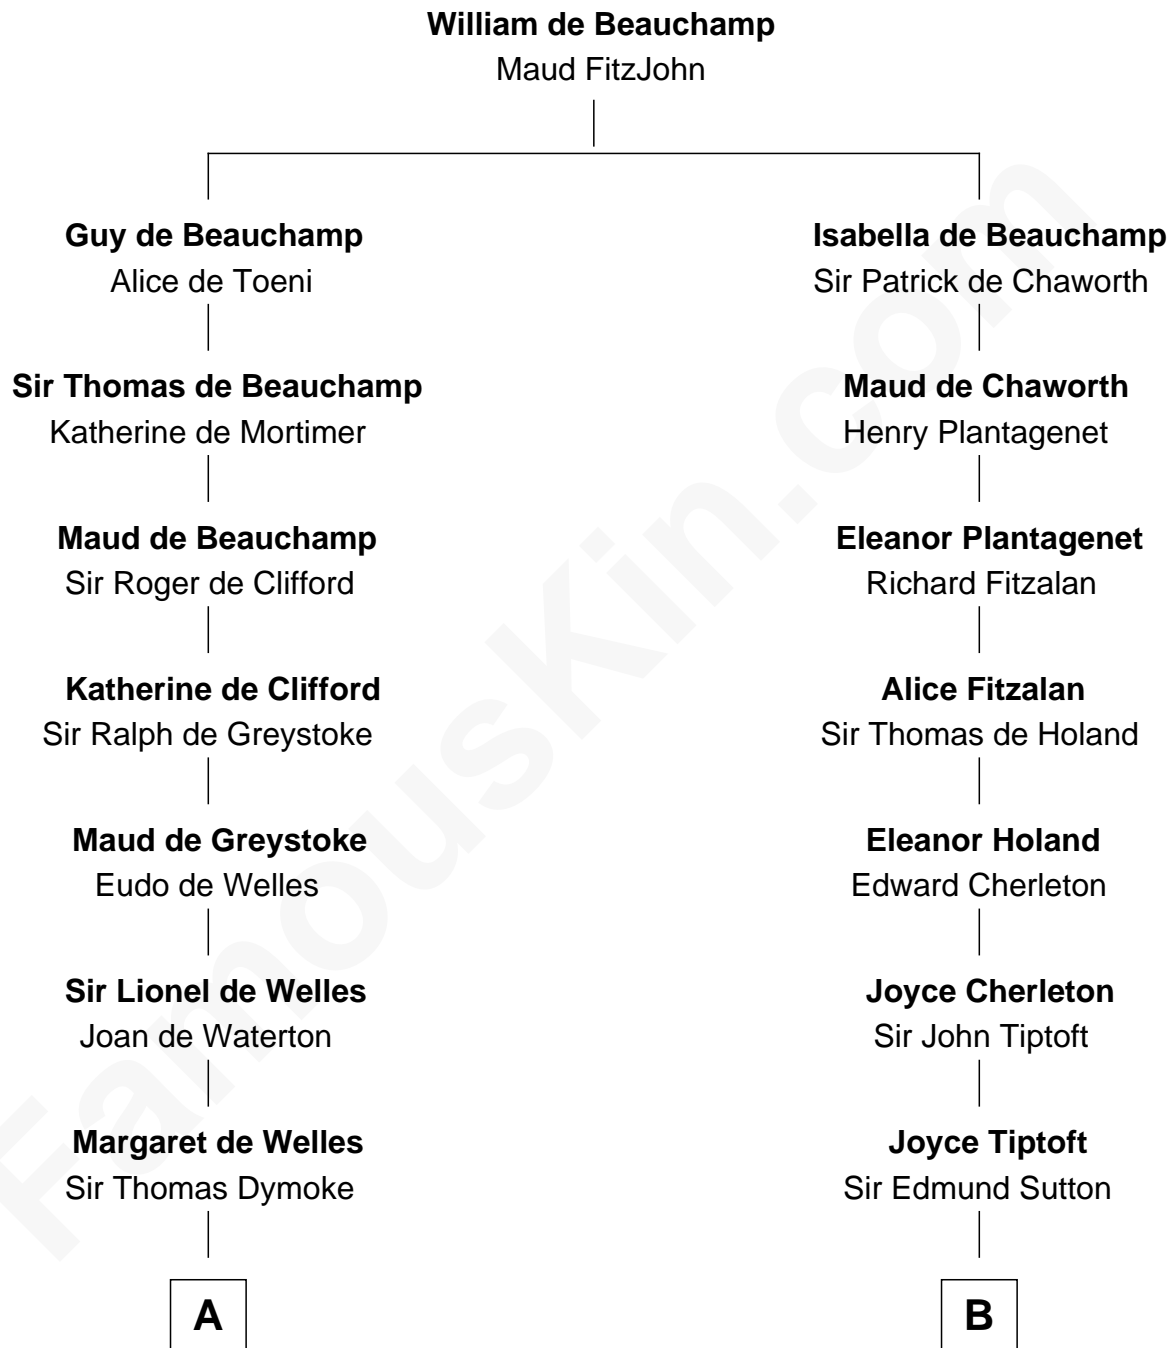 William de Beauchamp
Maud FitzJohn
Guy de Beauchamp
Alice de Toeni
Isabella de Beauchamp
Sir Patrick de Chaworth
Sir Thomas de Beauchamp
Katherine de Mortimer
Maud de Chaworth
Henry Plantagenet
Maud de Beauchamp
Sir Roger de Clifford
Eleanor Plantagenet
Richard Fitzalan
Katherine de Clifford
Sir Ralph de Greystoke
Alice Fitzalan
Sir Thomas de Holand
Maud de Greystoke
Eudo de Welles
Eleanor Holand
Edward Cherleton
Sir Lionel de Welles
Joan de Waterton
Joyce Cherleton
Sir John Tiptoft
Margaret de Welles
Sir Thomas Dymoke
Joyce Tiptoft
Sir Edmund Sutton
A
B
FamousKin.com